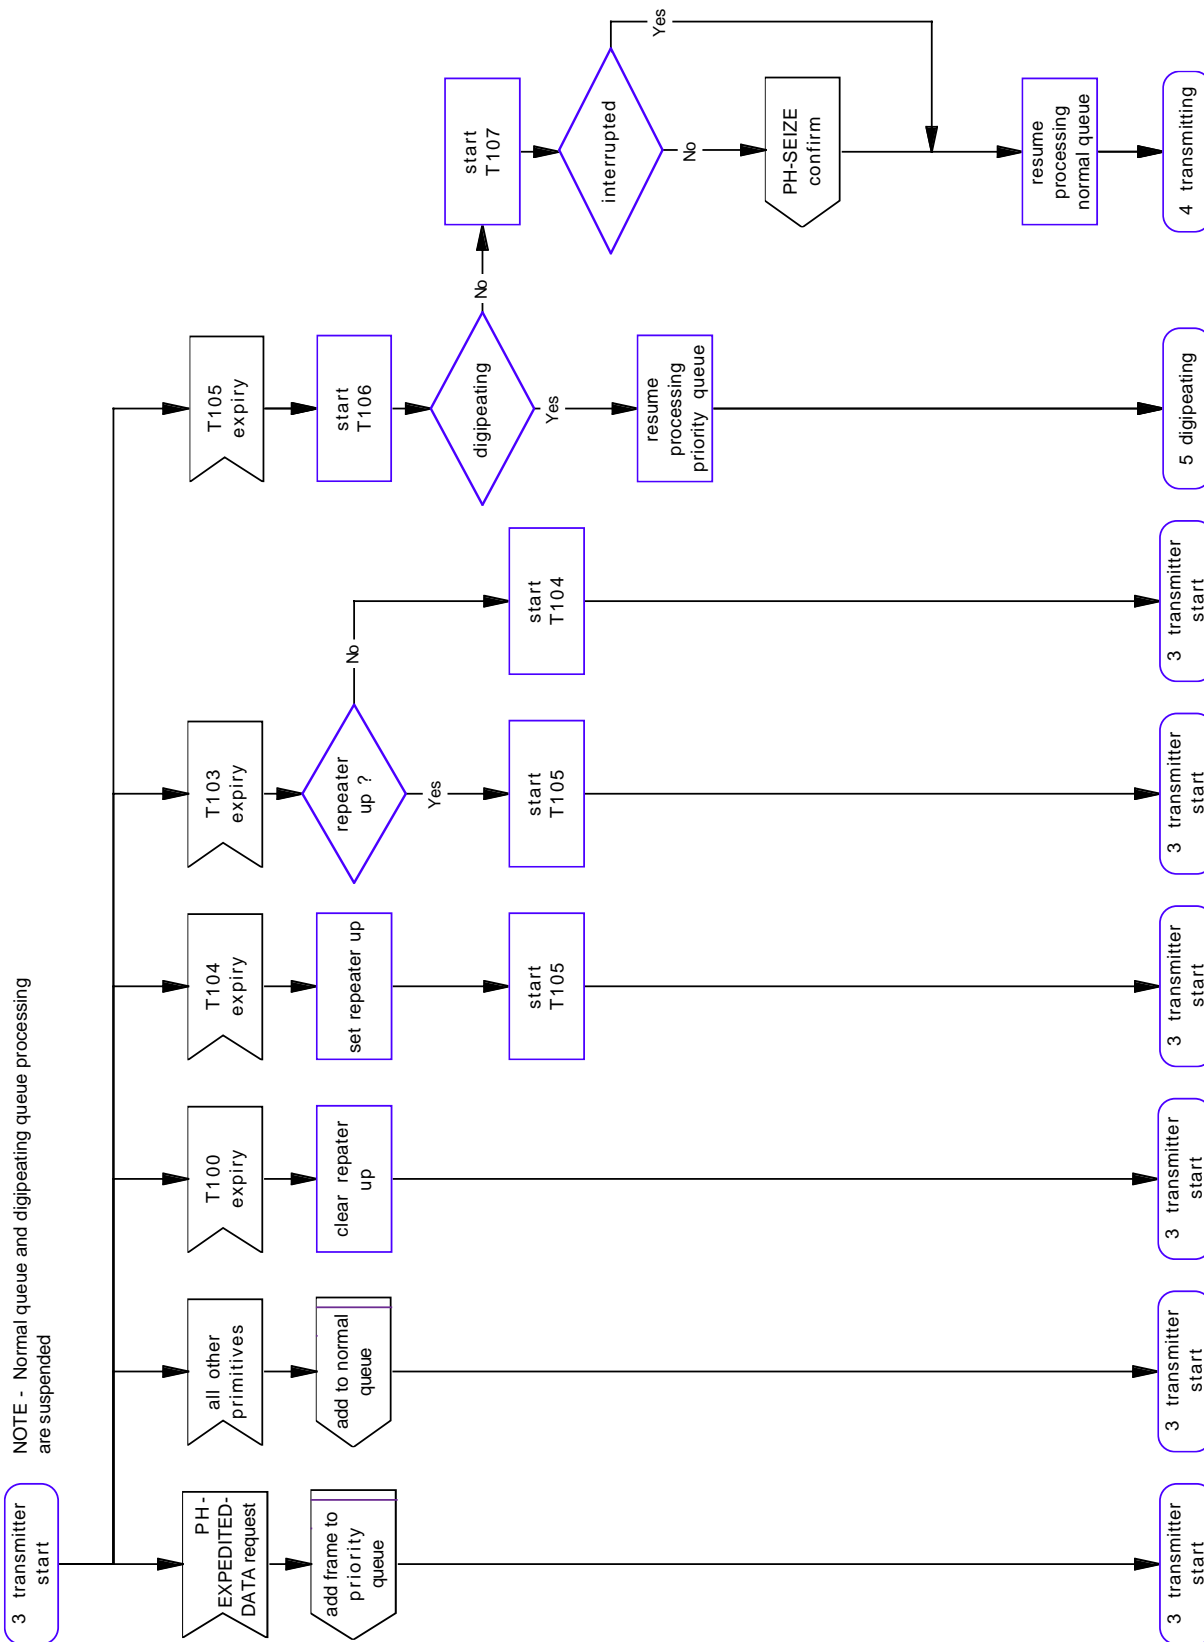 3 transmitter
start
NOTE - Normal queue and digipeating queue processing
are suspended
PH-
EXPEDITED-
DATA request
add frame to
priority
queue
3 transmitter
start
all other
primitives
add to normal
queue
3 transmitter
start
T100
expiry
clear repater
up
3 transmitter
start
T104
expiry
set repeater up
start
T105
3 transmitter
start
T103
expiry
repeater
up ?
Yes
start
T105
3 transmitter
start
No
start
T104
3 transmitter
start
T105
expiry
start
T106
digipeating
Yes
resume
processing
priority queue
5 digipeating
No
start
T107
interrupted
No
PH-SEIZE
confirm
Yes
resume
processing
normal queue
4 transmitting